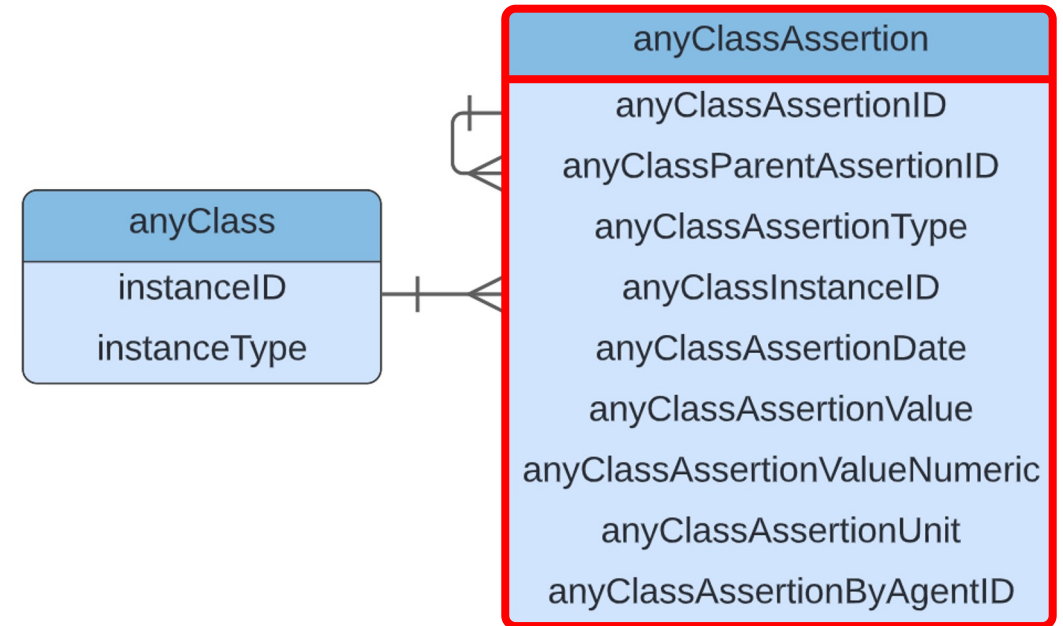 anyClassAssertion
anyClassAssertionID
anyClassParentAssertionID
anyClassAssertionType
anyClassInstanceID
anyClassAssertionDate
anyClassAssertionValue
anyClassAssertionValueNumeric
anyClassAssertionUnit
anyClassAssertionByAgentID
anyClass
instanceID
instanceType